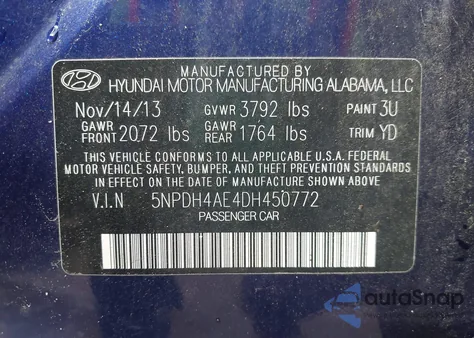 MANUFACTURED BY
HYUNDAI MOTOR MANUFACTURING ALABAMA, LLC
Nov/14/13 GVWR 3792 lbs PAINT 3U
GAWR FRONT 2072 lbs GAWR REAR 1764 lbs TRIM YD
THIS VEHICLE CONFORMS TO ALL APPLICABLE U.S.A. FEDERAL
MOTOR VEHICLE SAFETY, BUMPER, AND THEFT PREVENTION STANDARDS
IN EFFECT ON THE DATE OF MANUFACTURE SHOWN ABOVE.
V.I.N 5NPDH4AE4DH450772
PASSENGER CAR
autoSnap